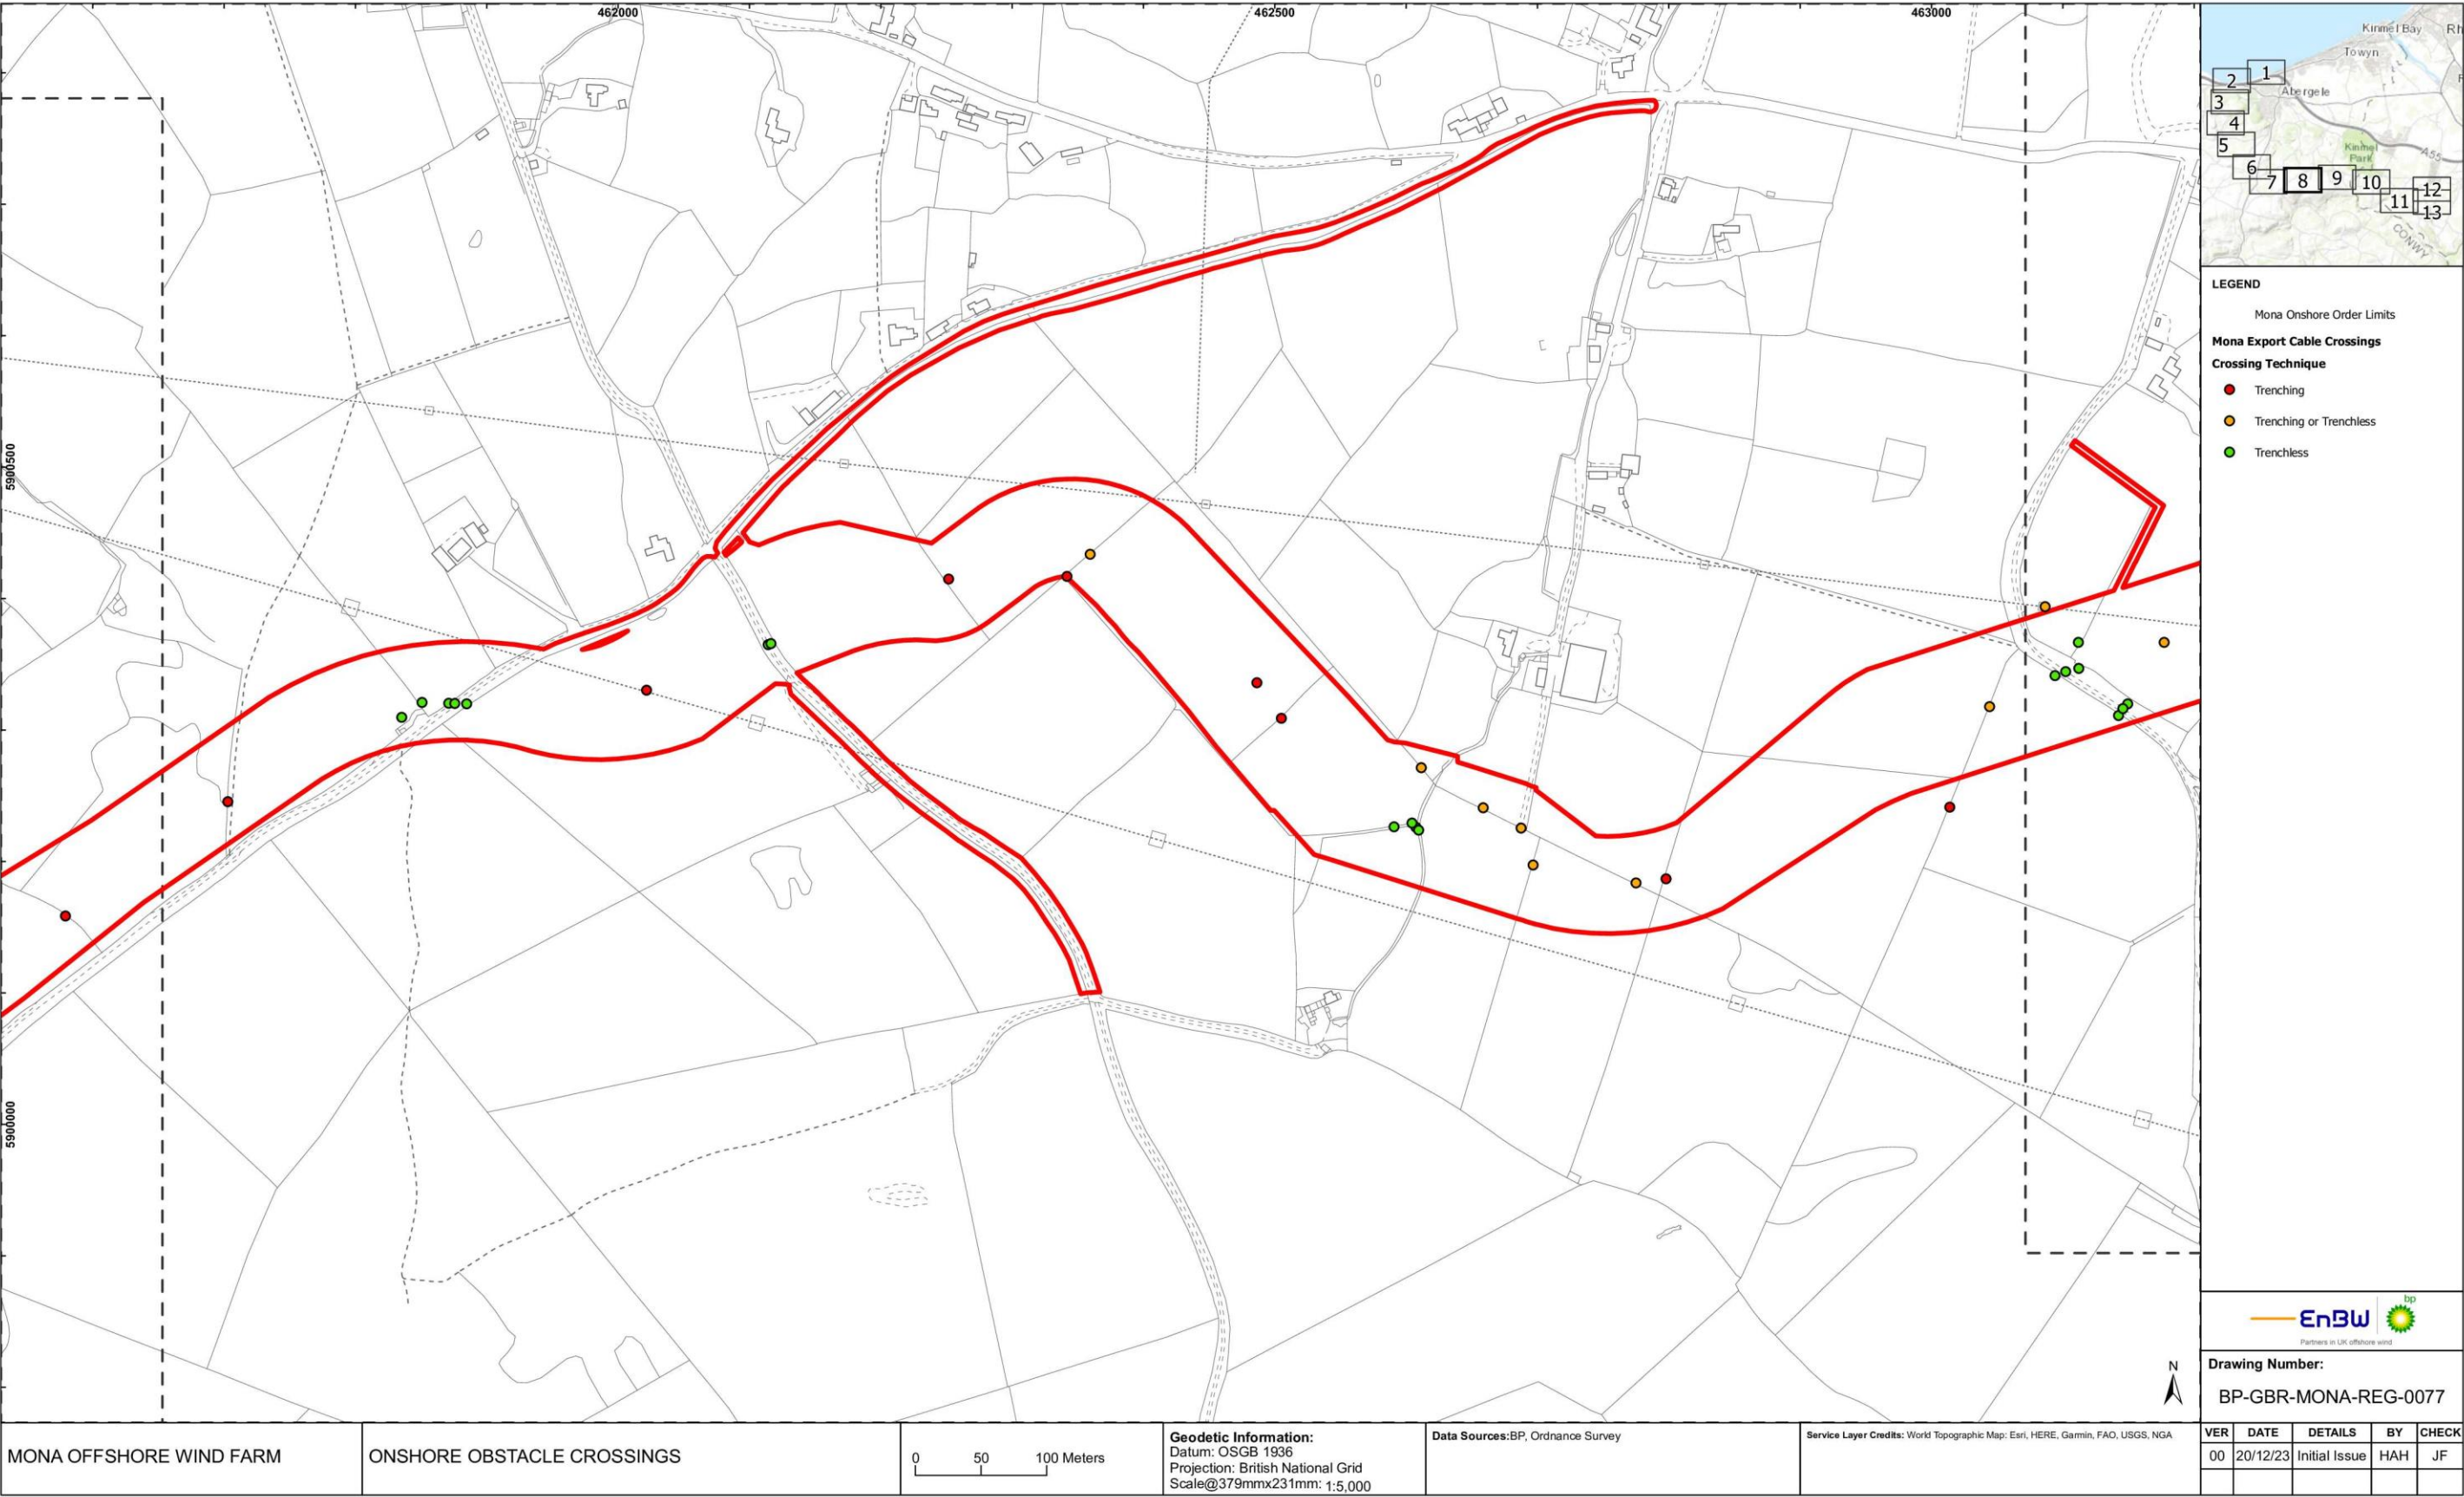 462000
462500
463000
5900500
5900000
Kinmel Bay
Towyn
Abergele
Kinmel
Park
A55
CONWY
1
2
3
4
5
6
7
8
9
10
11
12
13
LEGEND
Mona Onshore Order Limits
Mona Export Cable Crossings
Crossing Technique
Trenching
Trenching or Trenchless
Trenchless
EnBW
bp
Partners in UK offshore wind
N
Drawing Number:
BP-GBR-MONA-REG-0077
MONA OFFSHORE WIND FARM
ONSHORE OBSTACLE CROSSINGS
0 50 100 Meters
Geodetic Information:
Datum: OSGB 1936
Projection: British National Grid
Scale@379mmx231mm: 1:5,000
Data Sources:BP, Ordnance Survey
Service Layer Credits: World Topographic Map: Esri, HERE, Garmin, FAO, USGS, NGA
VER DATE DETAILS BY CHECK
00 20/12/23 Initial Issue HAH JF